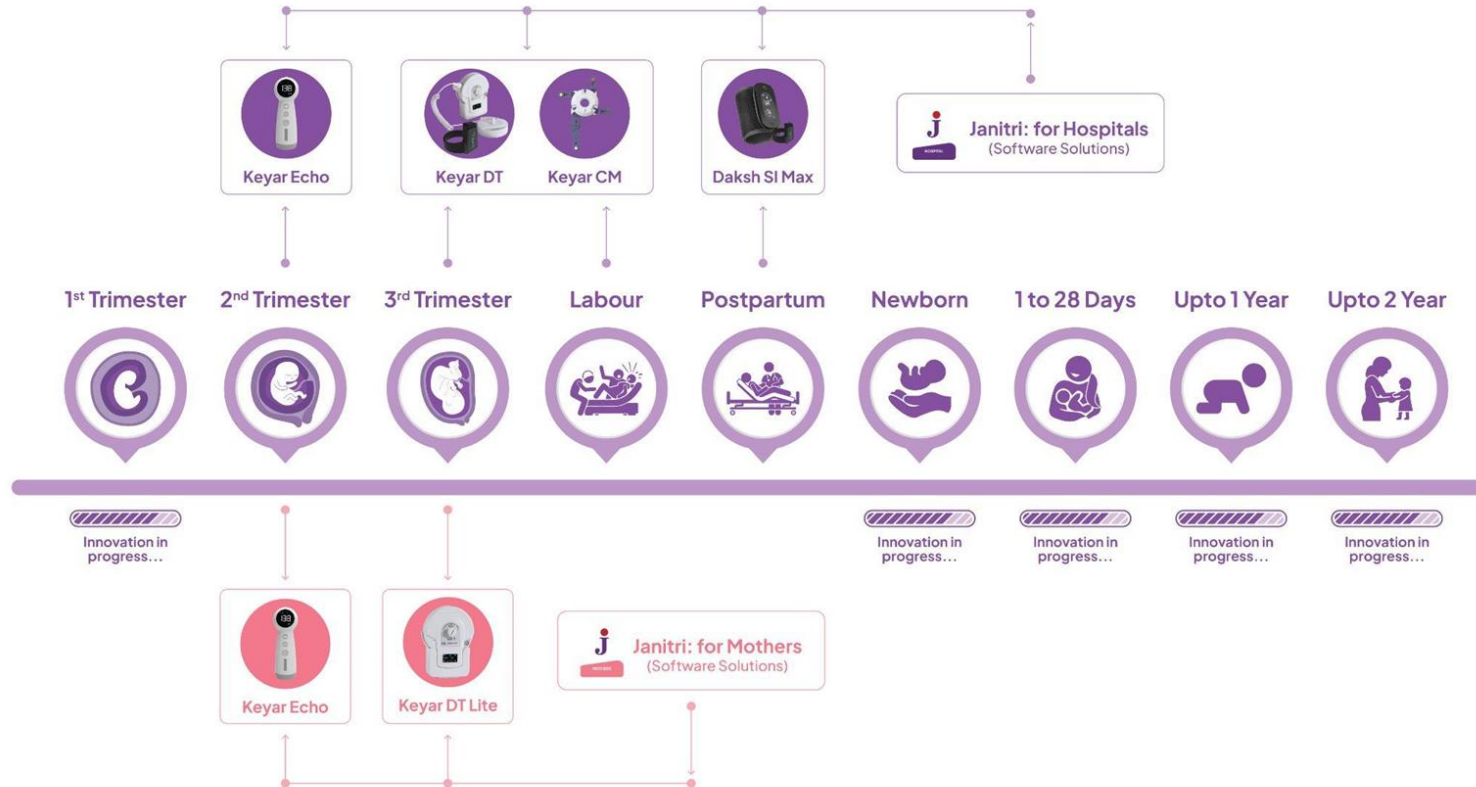 138
Keyar Echo
Keyar DT
Keyar CM
Daksh SI Max
J
HOSPITAL
Janitri: for Hospitals
(Software Solutions)
1st Trimester
2nd Trimester
3rd Trimester
Labour
Postpartum
Newborn
1 to 28 Days
Upto 1 Year
Upto 2 Year
Innovation in
progress...
Innovation in
progress...
Innovation in
progress...
Innovation in
progress...
Innovation in
progress...
138
Keyar Echo
Keyar DT Lite
J
Janitri: for Mothers
(Software Solutions)